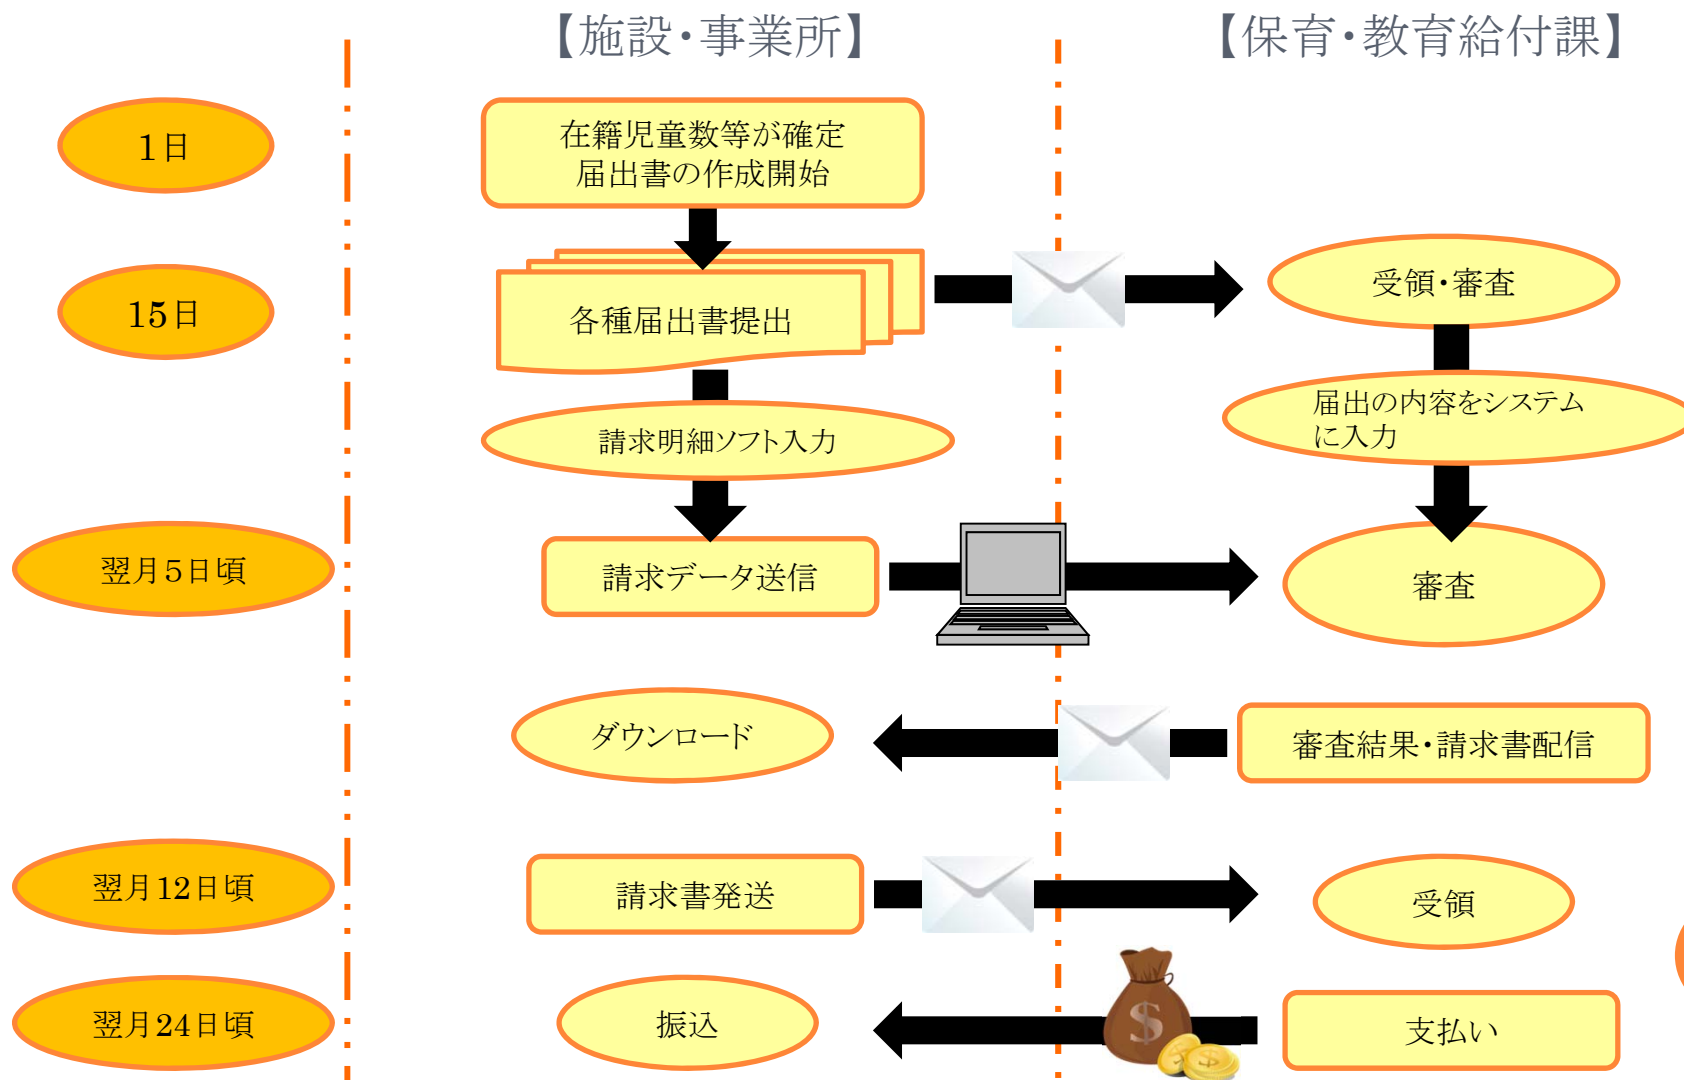 【施設・事業所】
【保育・教育給付課】
1日
在籍児童数等が確定
届出書の作成開始
15日
各種届出書提出
受領・審査
請求明細ソフト入力
届出の内容をシステム
に入力
翌月5日頃
請求データ送信
審査
ダウンロード
審査結果・請求書配信
翌月12日頃
請求書発送
受領
翌月24日頃
振込
$
$
支払い